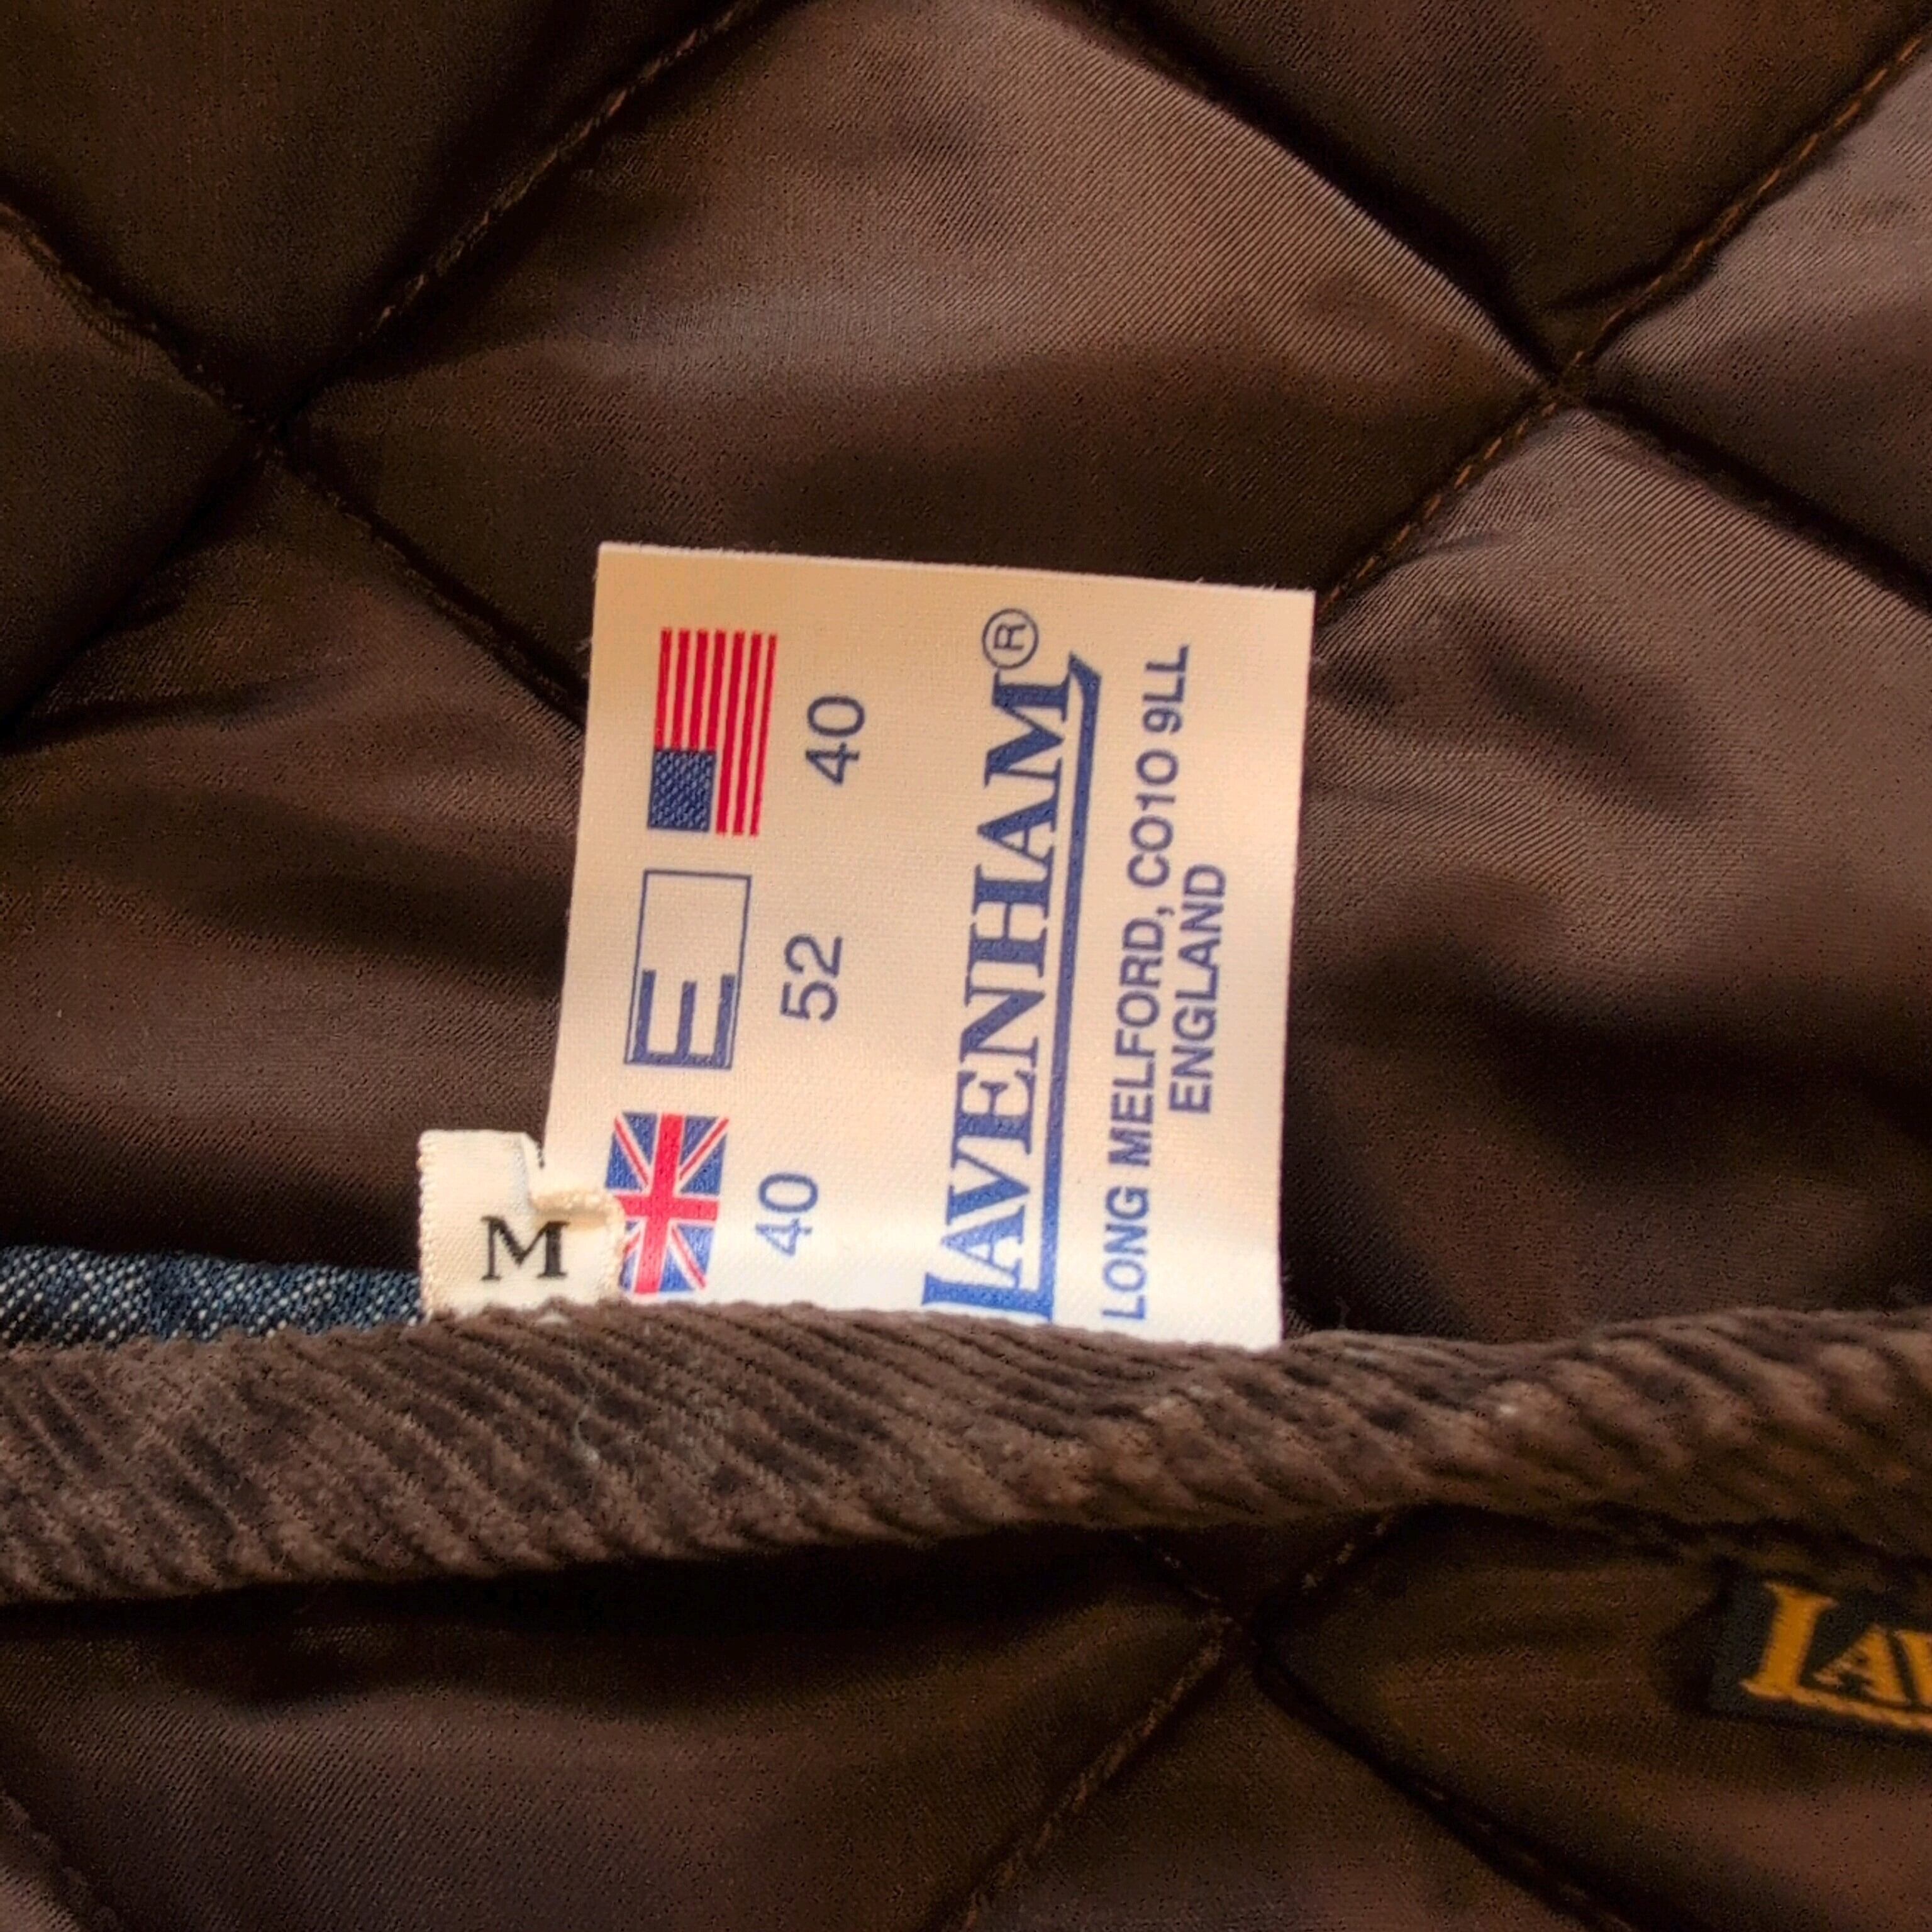 40 52 40
LAVENHAM®
LONG MELFORD, CO10 9LL
ENGLAND
E
M